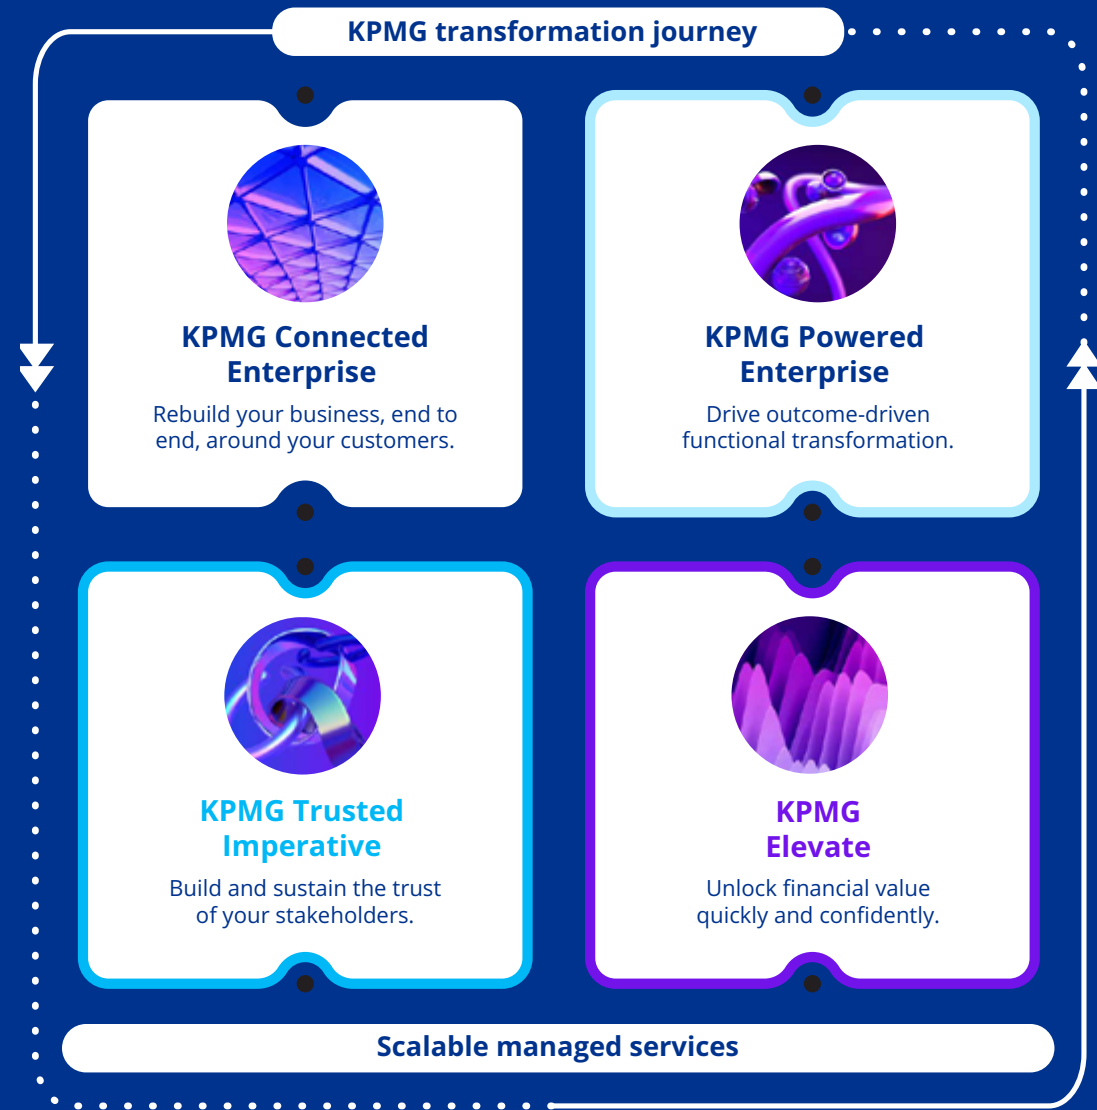 KPMG transformation journey
KPMG Connected
Enterprise
Rebuild your business, end to
end, around your customers.
KPMG Powered
Enterprise
Drive outcome-driven
functional transformation.
KPMG Trusted
Imperative
Build and sustain the trust
of your stakeholders.
KPMG
Elevate
Unlock financial value
quickly and confidently.
Scalable managed services